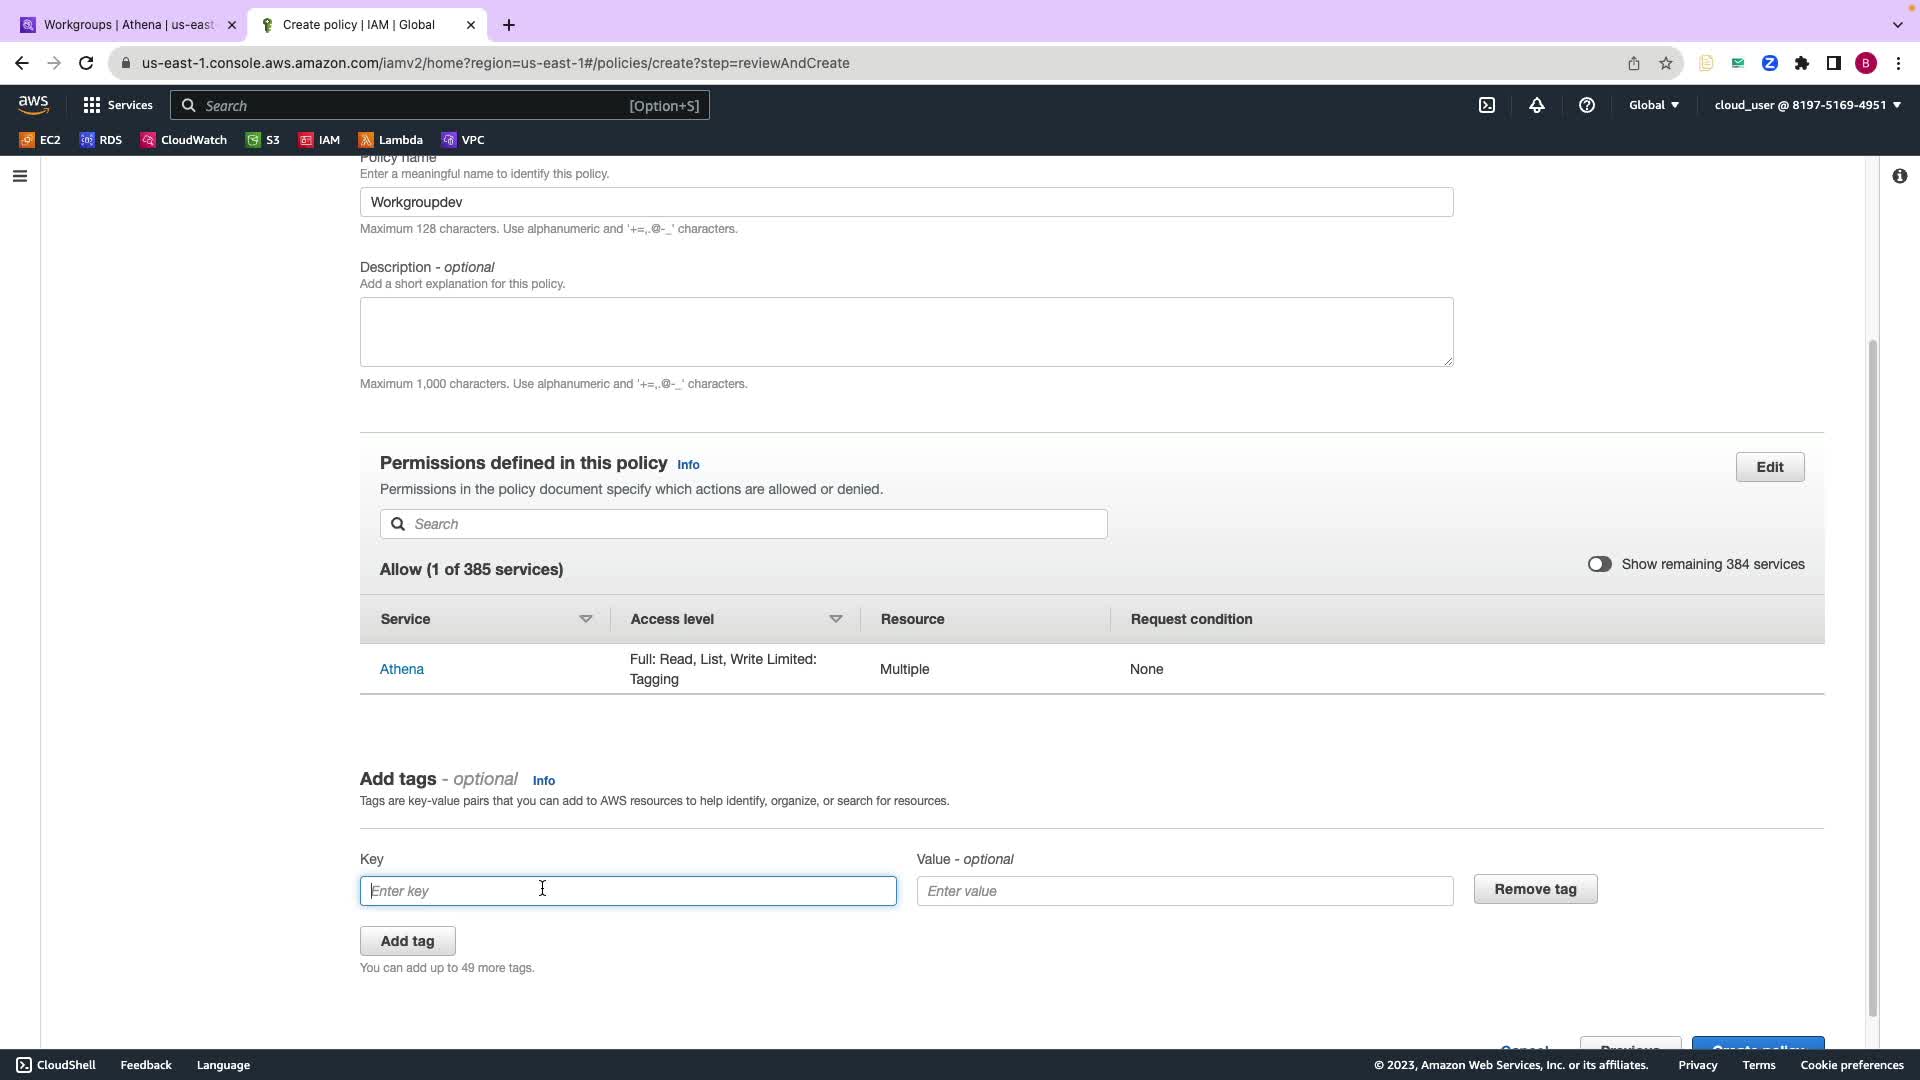 Workgroups | Athena | us-east
Create policy | IAM | Global
us-east-1.console.aws.amazon.com/iamv2/home?region=us-east-1#/policies/create?step=reviewAndCreate
B
aws
Services
Search
[Option+S]
Global
cloud_user @ 8197-5169-4951
EC2
RDS
CloudWatch
S3
IAM
Lambda
VPC
Policy name
Enter a meaningful name to identify this policy.
Workgroupdev
Maximum 128 characters. Use alphanumeric and '+=,.@-_' characters.
Description - optional
Add a short explanation for this policy.
Maximum 1,000 characters. Use alphanumeric and '+=,.@-_' characters.
Permissions defined in this policy Info
Edit
Permissions in the policy document specify which actions are allowed or denied.
Search
Allow (1 of 385 services)
Show remaining 384 services
Service
Access level
Resource
Request condition
Athena
Full: Read, List, Write Limited:
Tagging
Multiple
None
Add tags - optional Info
Tags are key-value pairs that you can add to AWS resources to help identify, organize, or search for resources.
Key
Value - optional
Enter key
Enter value
Remove tag
Add tag
You can add up to 49 more tags.
Cancel
Previous
Create policy
CloudShell
Feedback
Language
© 2023, Amazon Web Services, Inc. or its affiliates.
Privacy
Terms
Cookie preferences